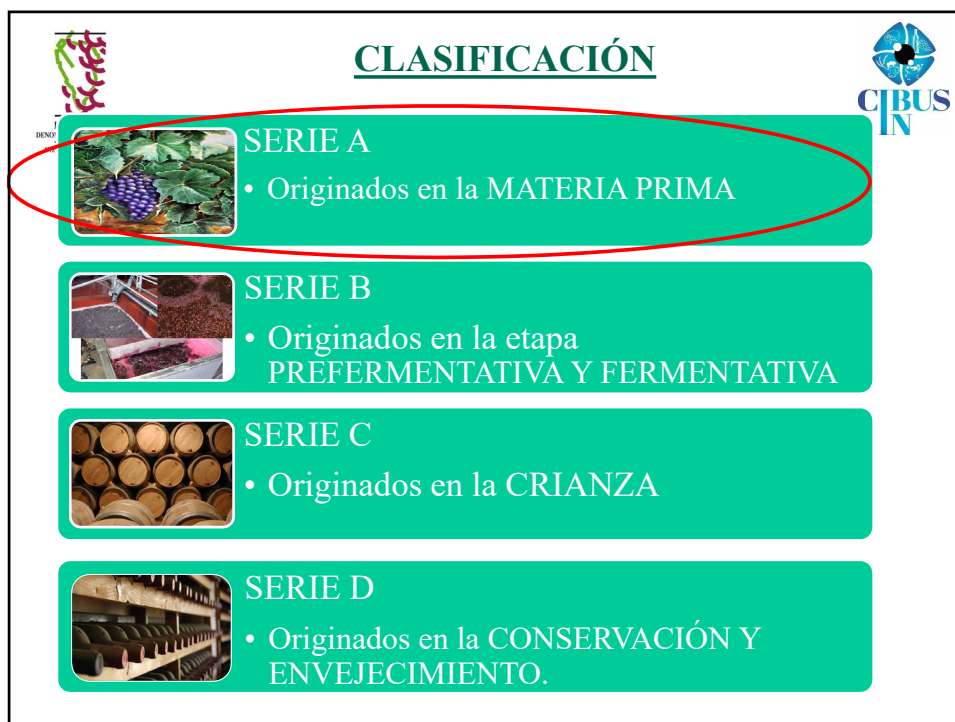 CLASIFICACIÓN
CIBUS
IN
SERIE A
• Originados en la MATERIA PRIMA
SERIE B
• Originados en la etapa
PREFERMENTATIVA Y FERMENTATIVA
SERIE C
• Originados en la CRIANZA
SERIE D
• Originados en la CONSERVACIÓN Y
ENVEJECIMIENTO.